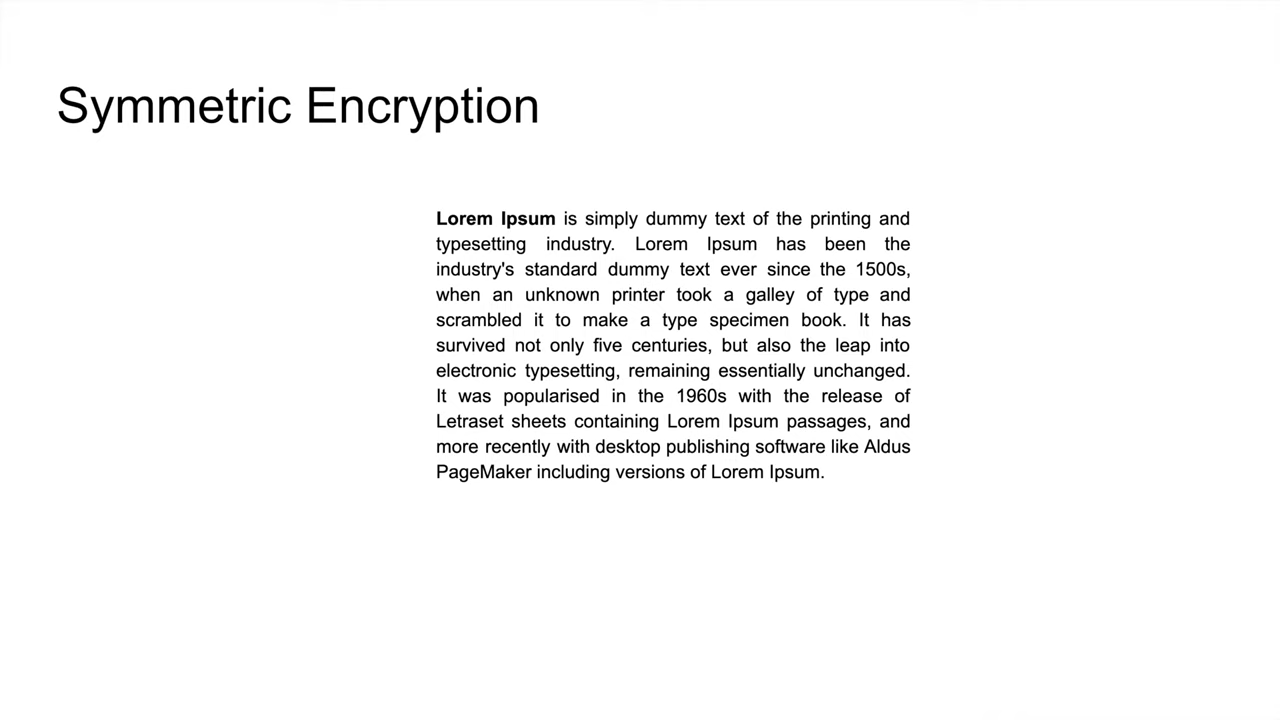 Symmetric Encryption
Lorem Ipsum is simply dummy text of the printing and
typesetting industry. Lorem Ipsum has been the
industry's standard dummy text ever since the 1500s,
when an unknown printer took a galley of type and
scrambled it to make a type specimen book. It has
survived not only five centuries, but also the leap into
electronic typesetting, remaining essentially unchanged.
It was popularised in the 1960s with the release of
Letraset sheets containing Lorem Ipsum passages, and
more recently with desktop publishing software like Aldus
PageMaker including versions of Lorem Ipsum.